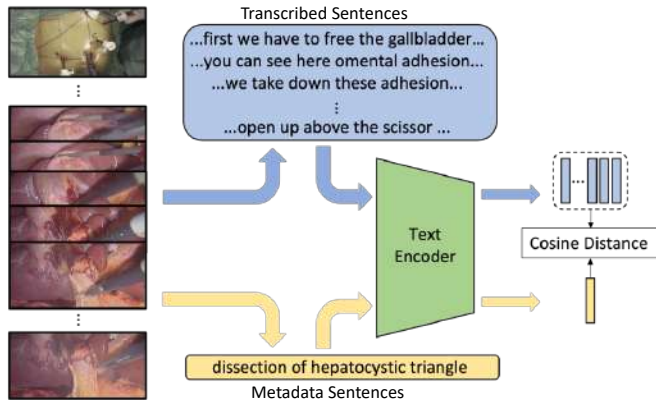 Transcribed Sentences
...first we have to free the gallbladder...
...you can see here omental adhesion...
...we take down these adhesion...
...open up above the scissor ...
Text
Encoder
Cosine Distance
dissection of hepatocystic triangle
Metadata Sentences